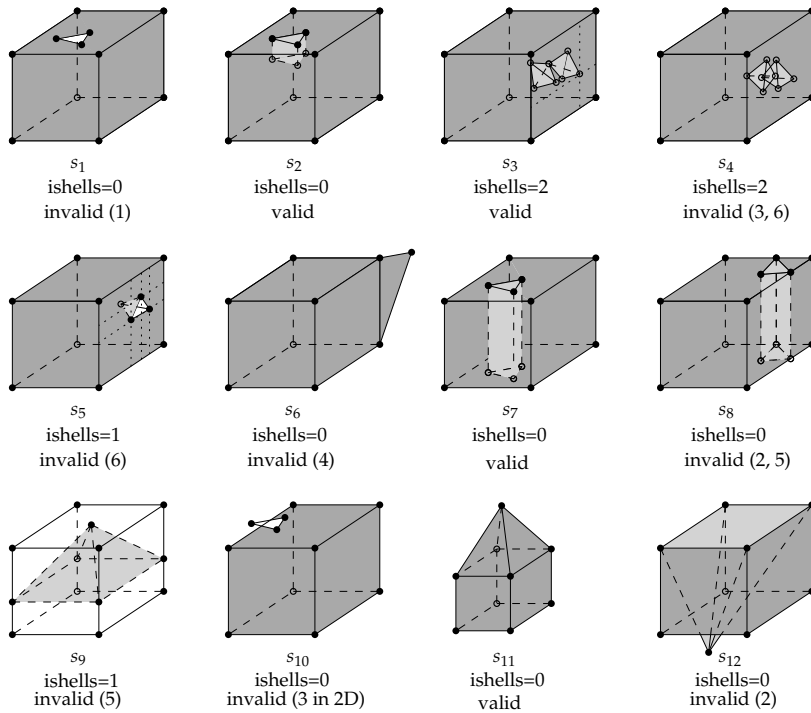 s1 s2 s3 s4
ishells=0 ishells=0 ishells=2 ishells=2
invalid (1) valid valid invalid (3, 6)
s5 s6 s7 s8
ishells=1 ishells=0 ishells=0 ishells=0
invalid (6) invalid (4) valid invalid (2, 5)
s9 s10 s11 s12
ishells=1 ishells=0 ishells=0 ishells=0
invalid (5) invalid (3 in 2D) valid invalid (2)